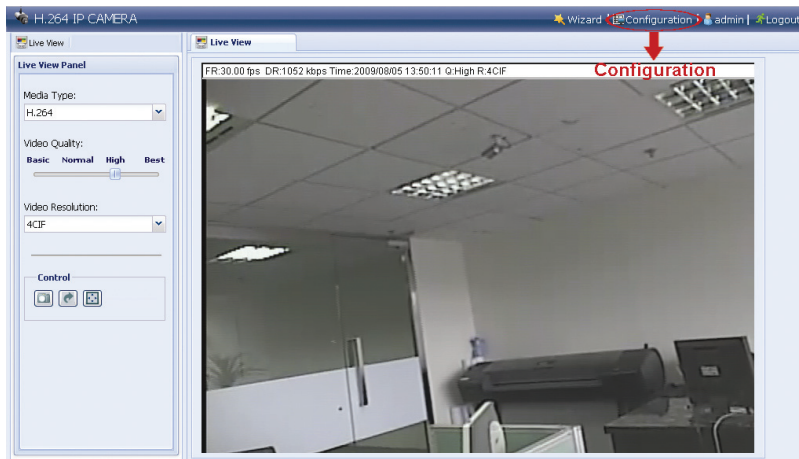 H.264 IP CAMERA
Wizard | Configuration | admin | Logout
Live View
Live View
Configuration
Live View Panel
FR:30.00 fps DR:1052 kbps Time:2009/08/05 13:50:11 Q:High R:4CIF
Media Type:
H.264
Video Quality:
Basic Normal High Best
Video Resolution:
4CIF
Control